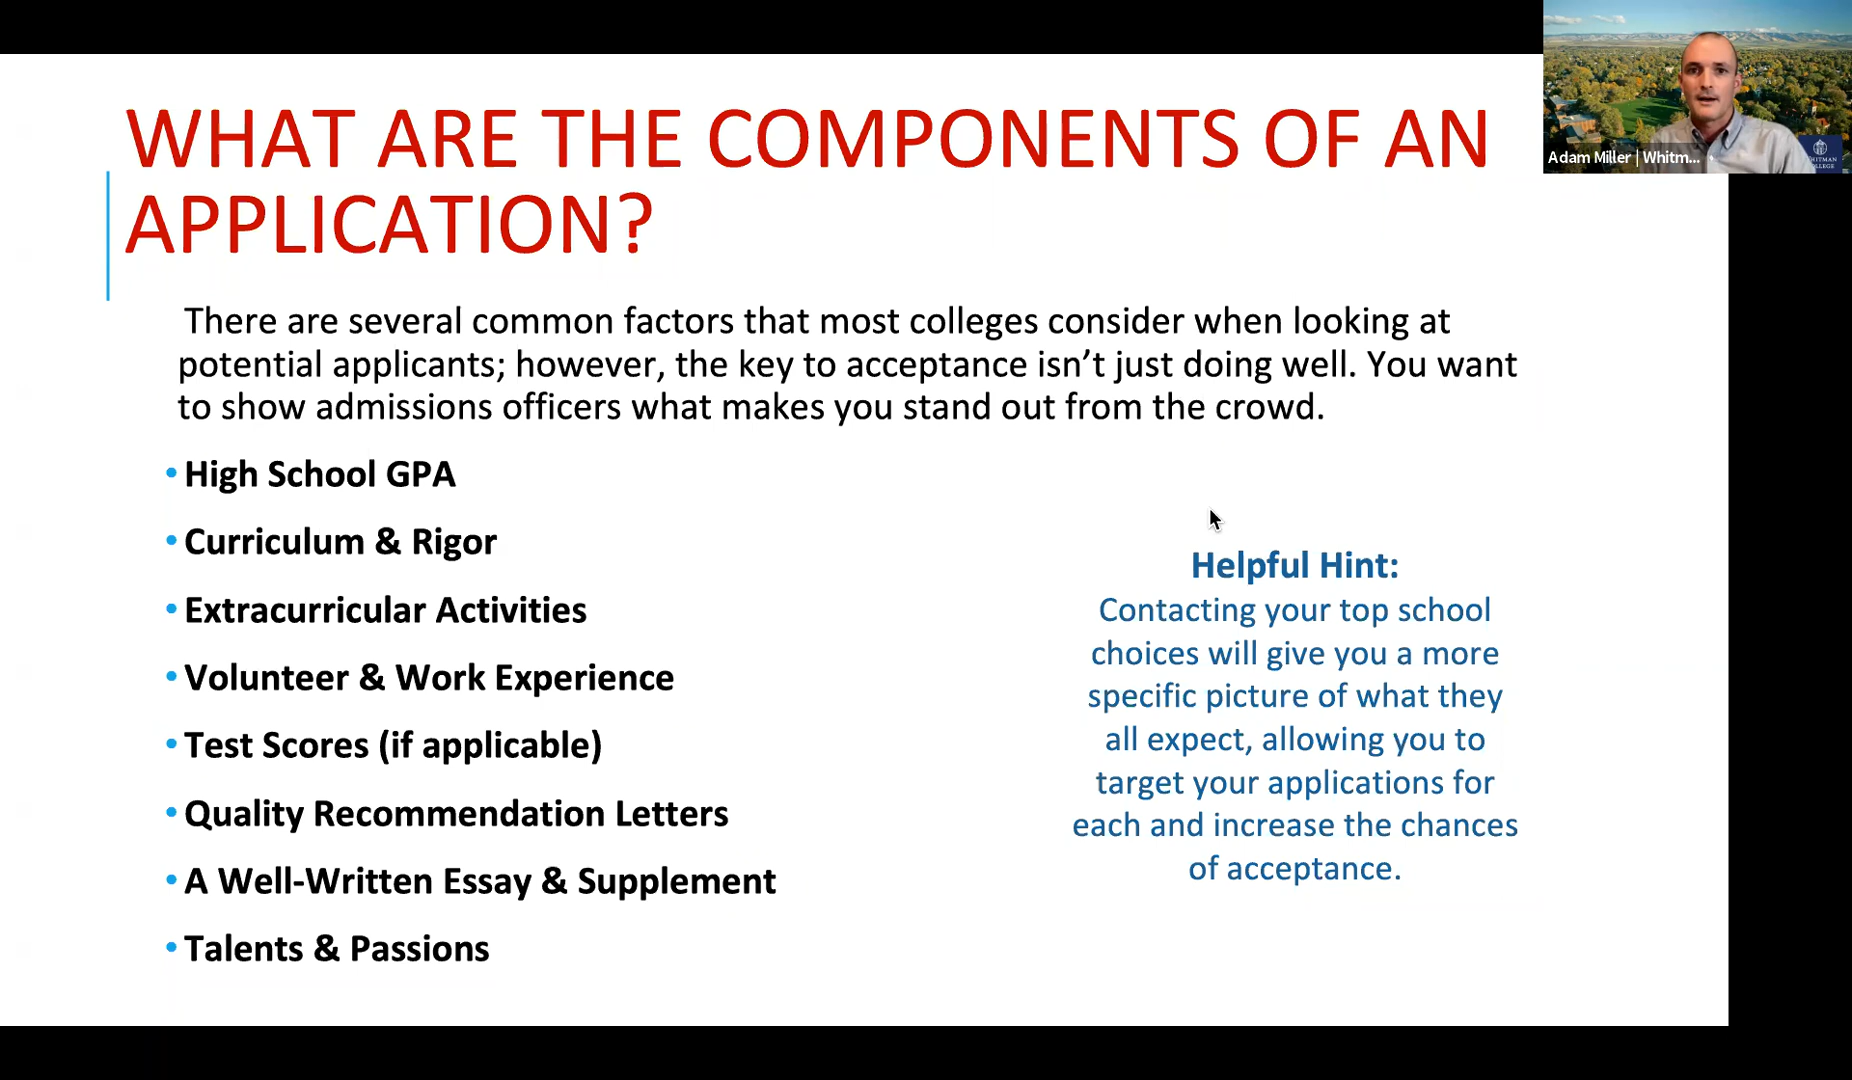 WHAT ARE THE COMPONENTS OF AN
APPLICATION?
There are several common factors that most colleges consider when looking at
potential applicants; however, the key to acceptance isn’t just doing well. You want
to show admissions officers what makes you stand out from the crowd.
• High School GPA
• Curriculum & Rigor
• Extracurricular Activities
• Volunteer & Work Experience
• Test Scores (if applicable)
• Quality Recommendation Letters
• A Well-Written Essay & Supplement
• Talents & Passions
Helpful Hint:
Contacting your top school
choices will give you a more
specific picture of what they
all expect, allowing you to
target your applications for
each and increase the chances
of acceptance.
Adam Miller | Whitm...
WHITMAN
COLLEGE